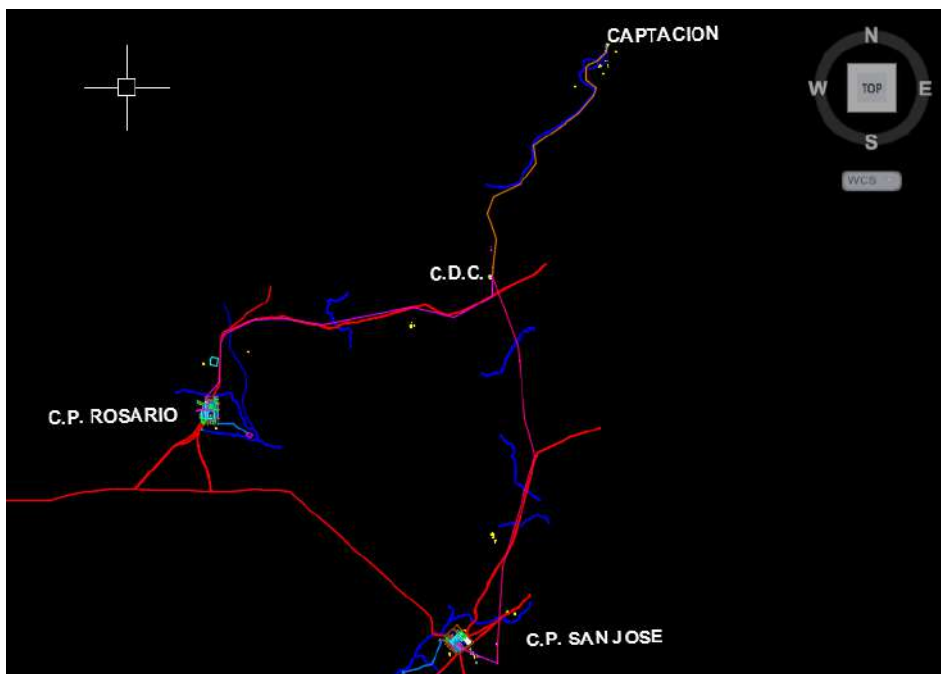 CAPTACION
N
W
TOP
E
S
WCS
C.D.C.
C.P. ROSARIO
C.P. SAN JOSE